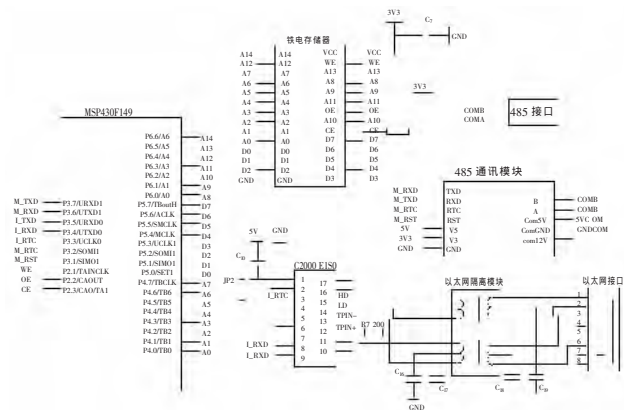 3V3
C7
GND
铁电存储器
A14 A14 VCC VCC
A12 A12 WE WE
A7 A7 A13 A13
A6 A6 A8 A8
A5 A5 A9 A9
A4 A4 A11 A11
A3 A3 OE OE
A2 A2 A10 A10
A1 A1 CE CE
A0 A0 D7 D7
D0 D0 D6 D6
D1 D1 D5 D5
D2 D2 D4 D4
GND GND D3 D3
3V3
COMB
COMA
485 接口
MSP430F149
P6.6/A6 A14
P6.5/A5 A13
P6.4/A4 A12
P6.3/A3 A11
P6.2/A2 A10
P6.1/A1 A9
P6.0/A0 A8
P5.7/TBoutH D7
P5.6/ACLK D6
P5.5/SMCLK D5
P5.4/MCLK D4
P5.3/UCLK1 D3
P5.2/SOMI1 D2
P5.1/SIMO1 D1
P5.0/SET1 D0
P4.7/TBCLK A7
P4.6/TB6 A6
P4.5/TB5 A5
P4.4/TB4 A4
P4.3/TB3 A3
P4.2/TB2 A2
P4.1/TB1 A1
P4.0/TB0 A0
M_TXD P3.7/URXD1
M_RXD P3.6/UTXD1
I_TXD P3.5/URXD0
I_RXD P3.4/UTXD0
I_RTC P3.3/UCLK0
M_RTC P3.2/SOMI1
M_RST P3.1/SIMO1
WE P2.1/TAINCLK
OE P2.2/CAOUT
CE P2.3/CAO/TA1
485 通讯模块
M_RXD TXD
M_TXD RXD B COMB
M_RTC RTC A COMB
M_RST RST Com5V 5VC OM
5V V5 ComGND GNDCOM
3V3 V3 com12V
GND GND
5V
GND
C10
JP2
C2000 E1S0
I_RTC
I_RXD
I_RXD
1 17
2 16 HD
3 15 LD
4 14 TPIN-
5 13 TPIN+
6 12
7 11
8 10
9
R7 200
以太网隔离模块
以太网接口
1
2
3
4
5
6
7
8
C16
C17
GND
C18
C19